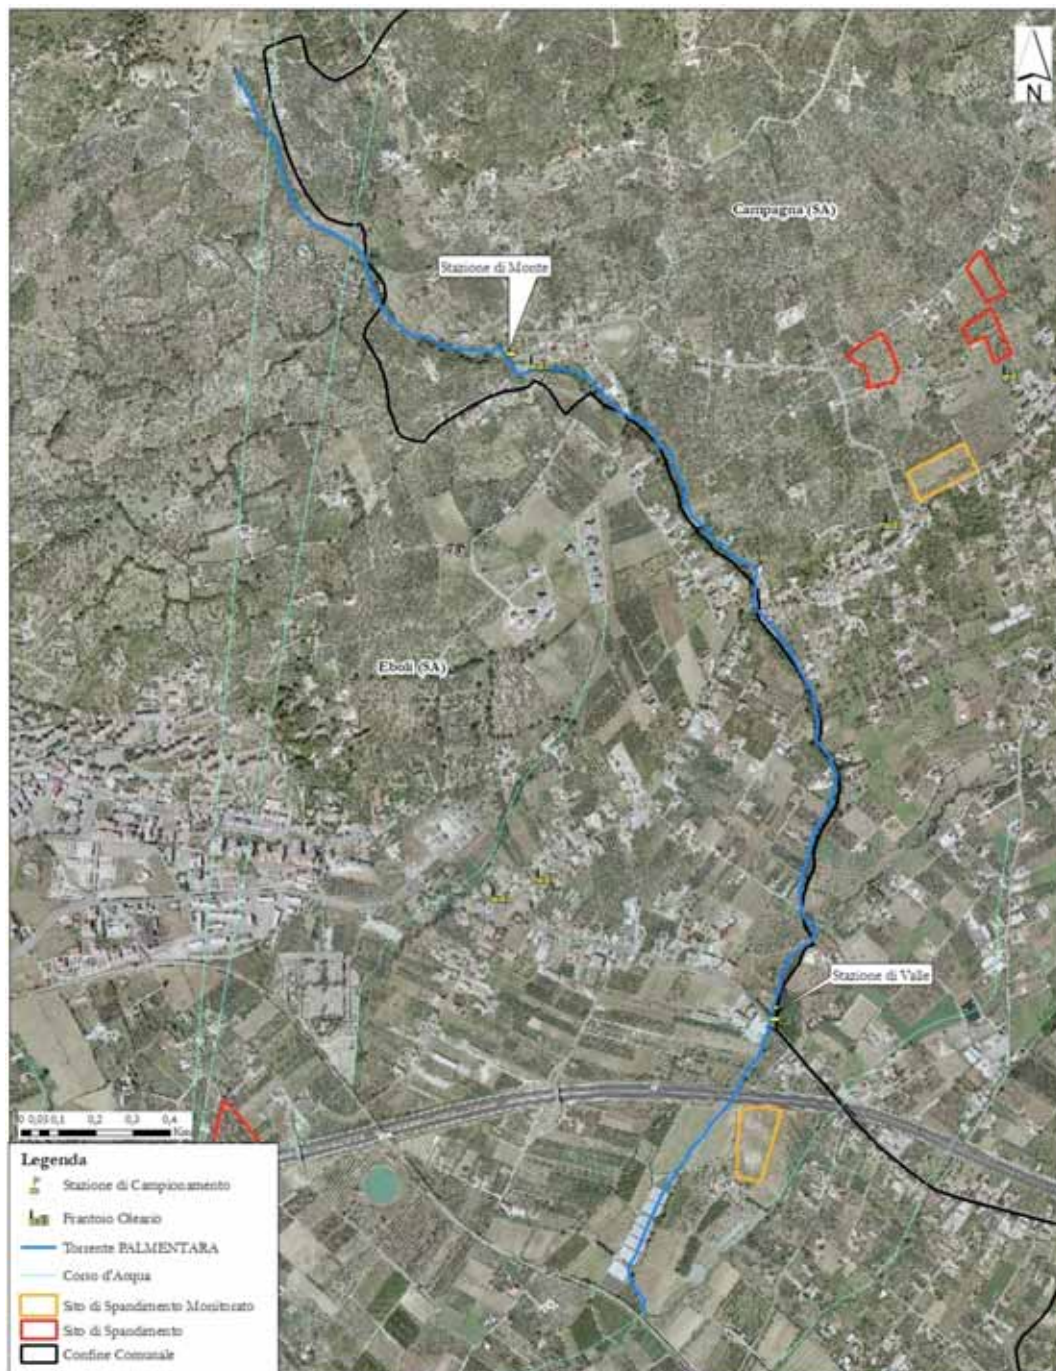 N
Campagna (SA)
Stazione di Monte
Eboli (SA)
Stazione di Valle
0 0,05 0,1 0,2 0,3 0,4
Km
Legenda
Stazione di Campionamento
Frantoio Oleario
Torrente PALMENTARA
Corso d'Acqua
Sito di Spandimento Monitorato
Sito di Spandimento
Confine Comunale